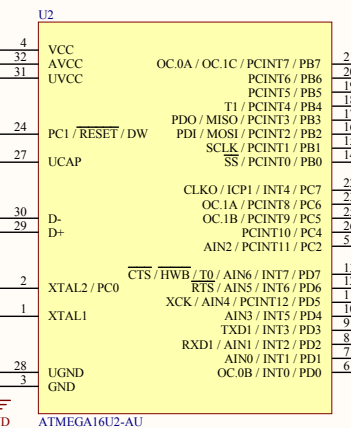 U2
4 VCC
32 AVCC OC.0A / OC.1C / PCINT7 / PB7
31 UVCC PCINT6 / PB6
PCINT5 / PB5
T1 / PCINT4 / PB4
PDO / MISO / PCINT3 / PB3
24 PC1 / RESET / DW PDI / MOSI / PCINT2 / PB2
SCLK / PCINT1 / PB1
27 UCAP SS / PCINT0 / PB0
CLKO / ICP1 / INT4 / PC7
OC.1A / PCINT8 / PC6
30 D- OC.1B / PCINT9 / PC5
29 D+ PCINT10 / PC4
AIN2 / PCINT11 / PC2 5
CTS / HWB / T0 / AIN6 / INT7 / PD7
2 XTAL2 / PC0 RTS / AIN5 / INT6 / PD6
XCK / AIN4 / PCINT12 / PD5
1 XTAL1 AIN3 / INT5 / PD4
TXD1 / INT3 / PD3 9
RXD1 / AIN1 / INT2 / PD2 8
AIN0 / INT1 / PD1 7
28 UGND OC.0B / INT0 / PD0 6
3 GND
ATMEGA16U2-AU